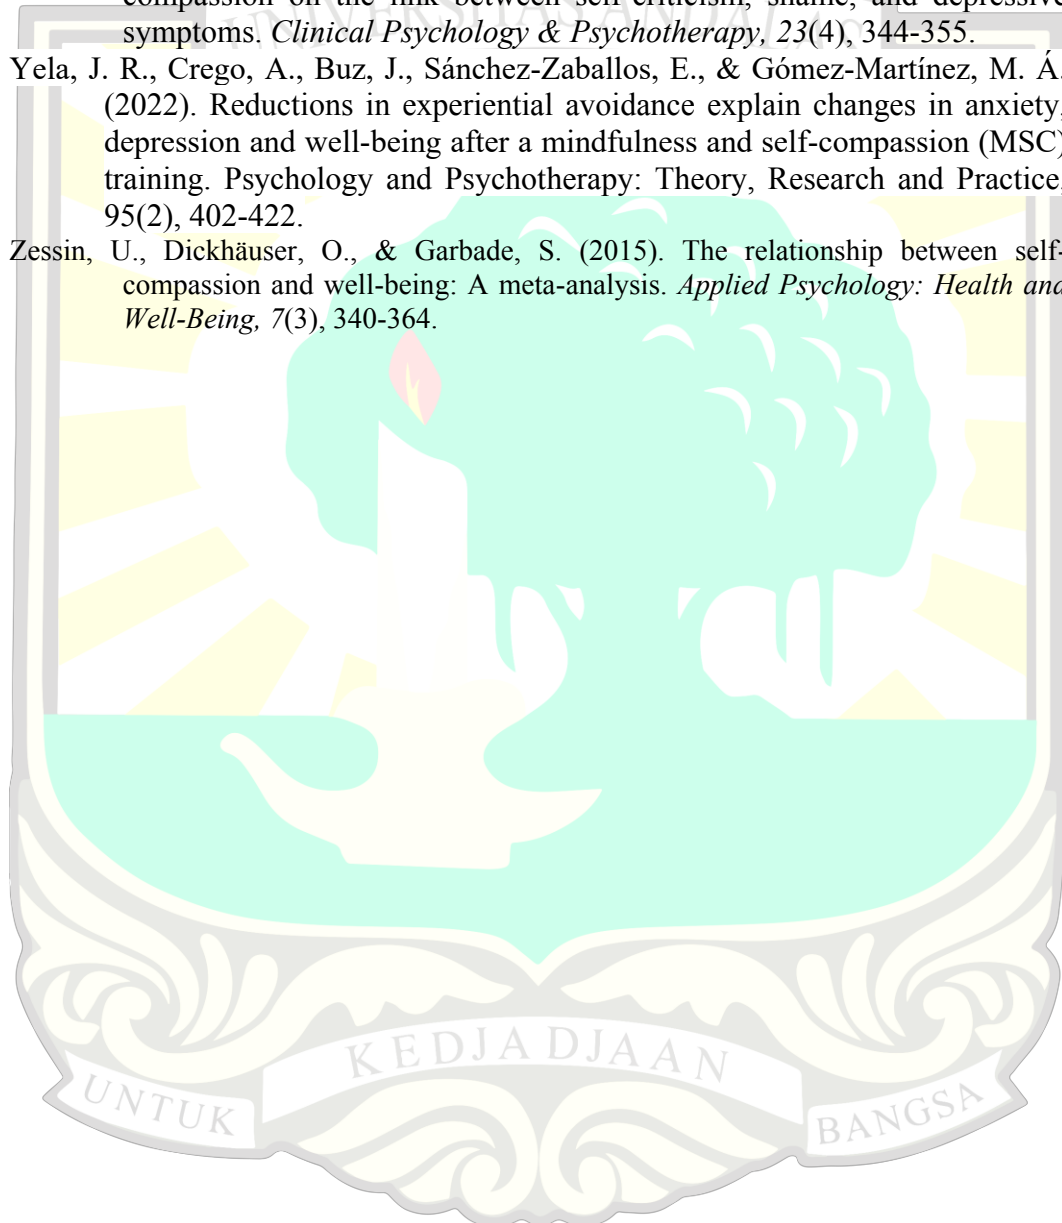 compassion on the link between self-criticism, shame, and depressive
symptoms. Clinical Psychology & Psychotherapy, 23(4), 344-355.
Yela, J. R., Crego, A., Buz, J., Sánchez-Zaballos, E., & Gómez-Martínez, M. Á.
(2022). Reductions in experiential avoidance explain changes in anxiety,
depression and well-being after a mindfulness and self-compassion (MSC)
training. Psychology and Psychotherapy: Theory, Research and Practice,
95(2), 402-422.
Zessin, U., Dickhäuser, O., & Garbade, S. (2015). The relationship between self-
compassion and well-being: A meta-analysis. Applied Psychology: Health and
Well-Being, 7(3), 340-364.
UNIVERSITAS ANDALAS
UNTUK KEDJADJAAN BANGSA